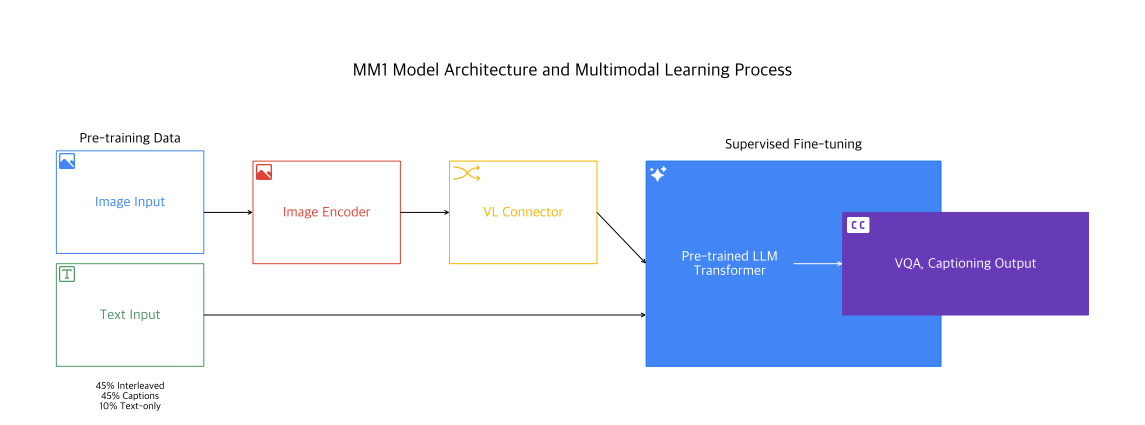 MM1 Model Architecture and Multimodal Learning Process
Pre-training Data
Supervised Fine-tuning
Image Input
Image Encoder
VL Connector
T
Text Input
Pre-trained LLM
Transformer
CC
VQA, Captioning Output
45% Interleaved
45% Captions
10% Text-only